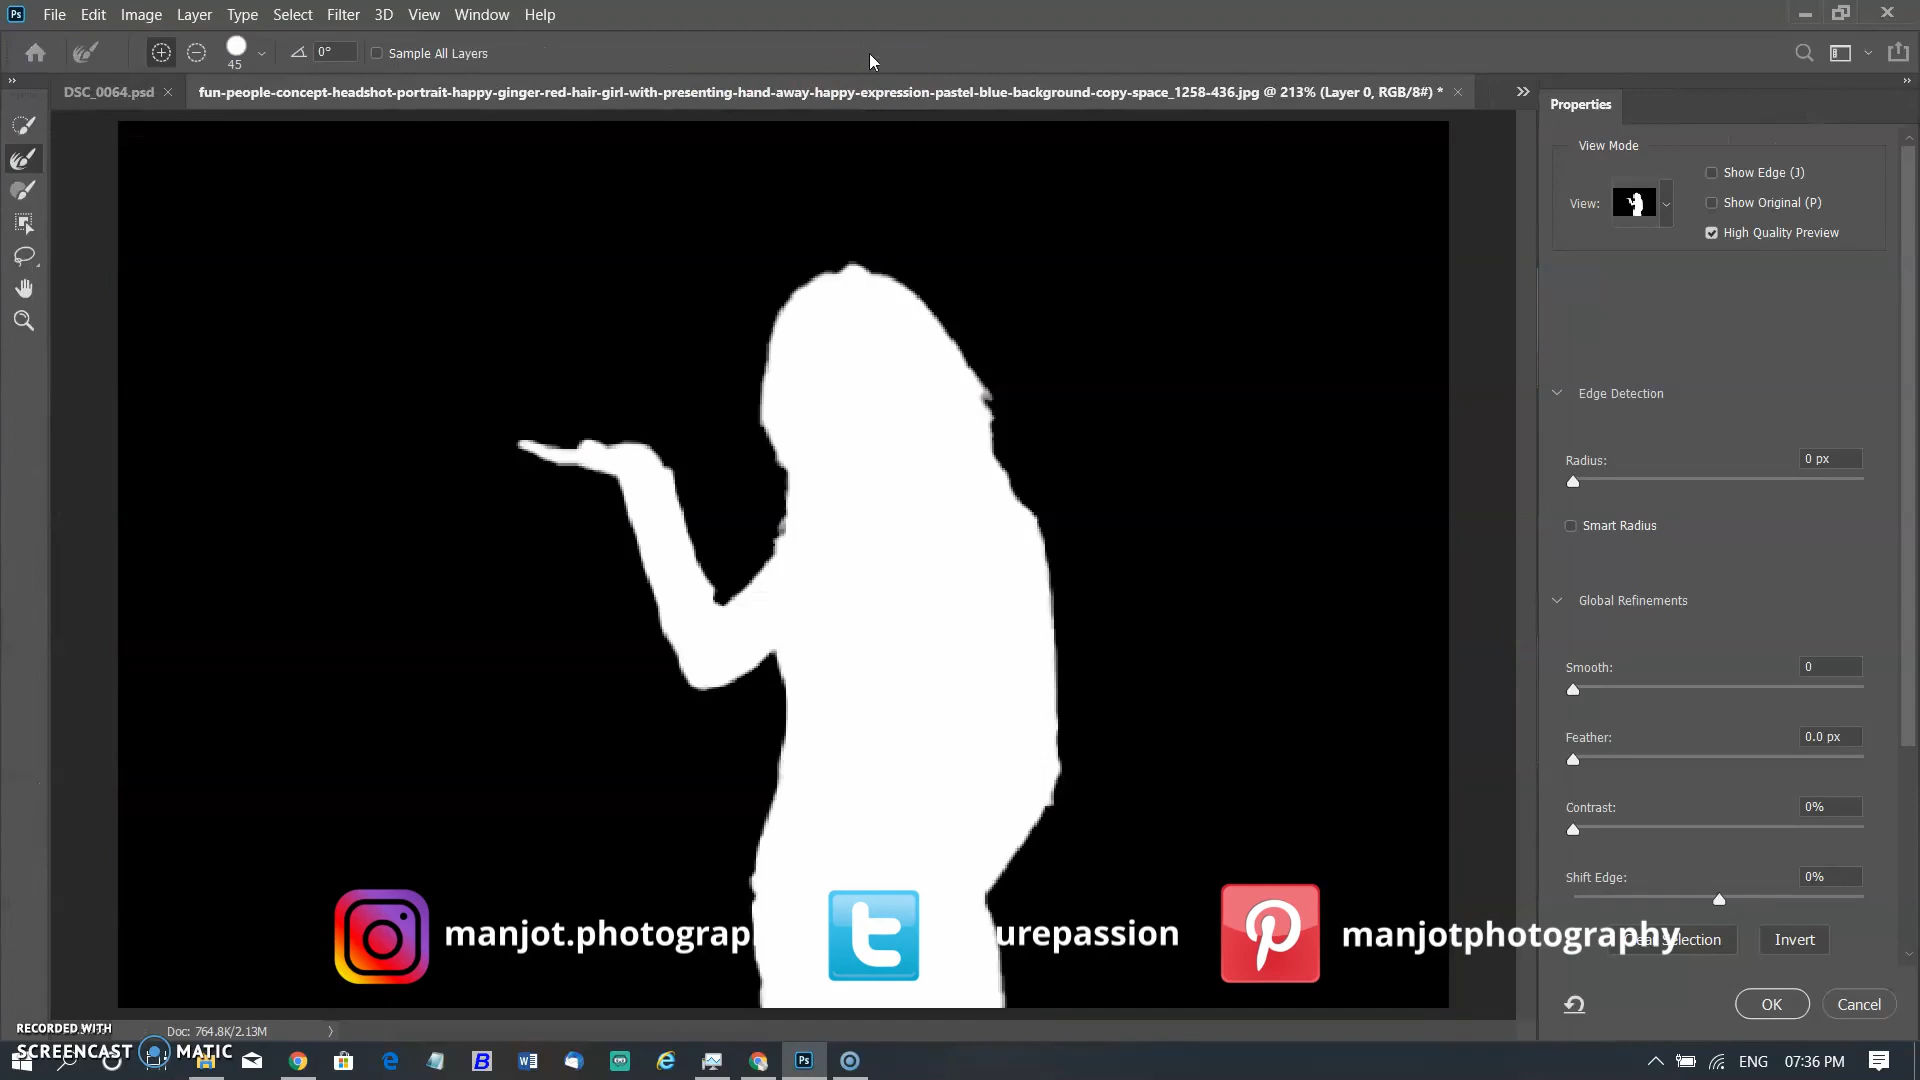 Ps File Edit Image Layer Type Select Filter 3D View Window Help
45 0° Sample All Layers
DSC_0064.psd
fun-people-concept-headshot-portrait-happy-ginger-red-hair-girl-with-presenting-hand-away-happy-expression-pastel-blue-background-copy-space_1258-436.jpg @ 213% (Layer 0, RGB/8#) *
Properties
View Mode
View:
Show Edge (J)
Show Original (P)
High Quality Preview
Edge Detection
Radius: 0 px
Smart Radius
Global Refinements
Smooth: 0
Feather: 0.0 px
Contrast: 0%
Shift Edge: 0%
Selection Invert
OK Cancel
manjot.photograp
t
urepassion
manjotphotography
RECORDED WITH
SCREENCAST MATIC
Doc: 764.8K/2.13M
Ps
ENG 07:36 PM